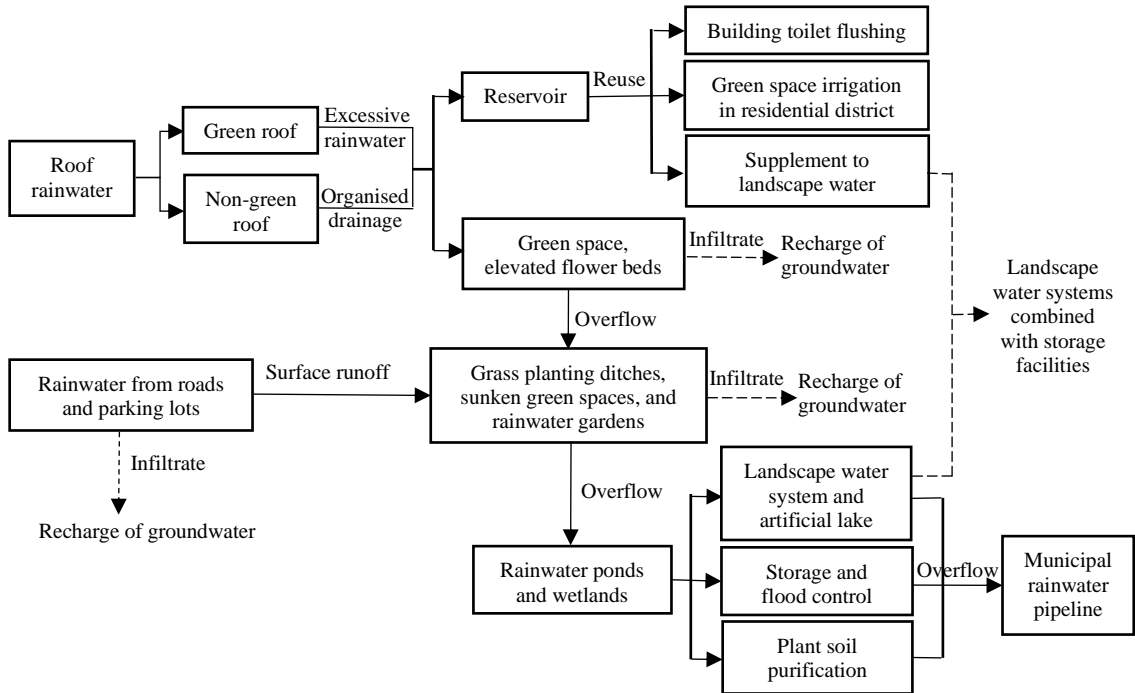 Building toilet flushing
Reuse
Reservoir
Green space irrigation
in residential district
Excessive
rainwater
Green roof
Roof
rainwater
Supplement to
landscape water
Non-green
roof
Organised
drainage
Green space,
elevated flower beds
Infiltrate
Recharge of
groundwater
Landscape
water systems
combined
with storage
facilities
Overflow
Rainwater from roads
and parking lots
Surface runoff
Grass planting ditches,
sunken green spaces, and
rainwater gardens
Infiltrate
Recharge of
groundwater
Infiltrate
Recharge of groundwater
Overflow
Landscape water
system and
artificial lake
Rainwater ponds
and wetlands
Storage and
flood control
Overflow
Municipal
rainwater
pipeline
Plant soil
purification